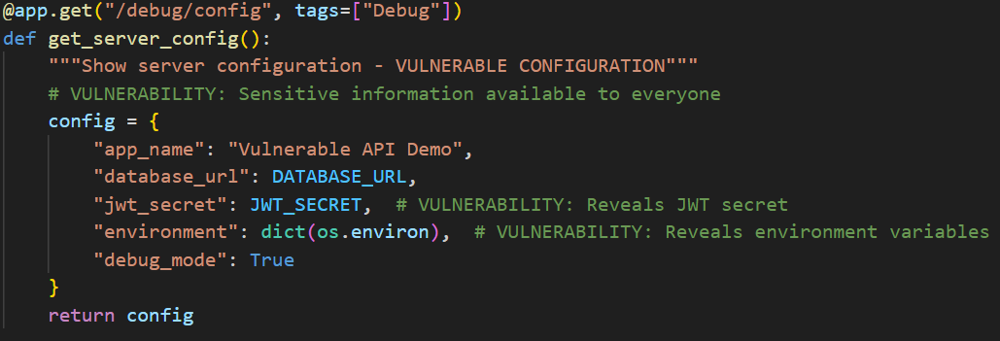 @app.get("/debug/config", tags=["Debug"])
def get_server_config():
    """Show server configuration - VULNERABLE CONFIGURATION"""
    # VULNERABILITY: Sensitive information available to everyone
    config = {
        "app_name": "Vulnerable API Demo",
        "database_url": DATABASE_URL,
        "jwt_secret": JWT_SECRET,  # VULNERABILITY: Reveals JWT secret
        "environment": dict(os.environ),  # VULNERABILITY: Reveals environment variables
        "debug_mode": True
    }
    return config